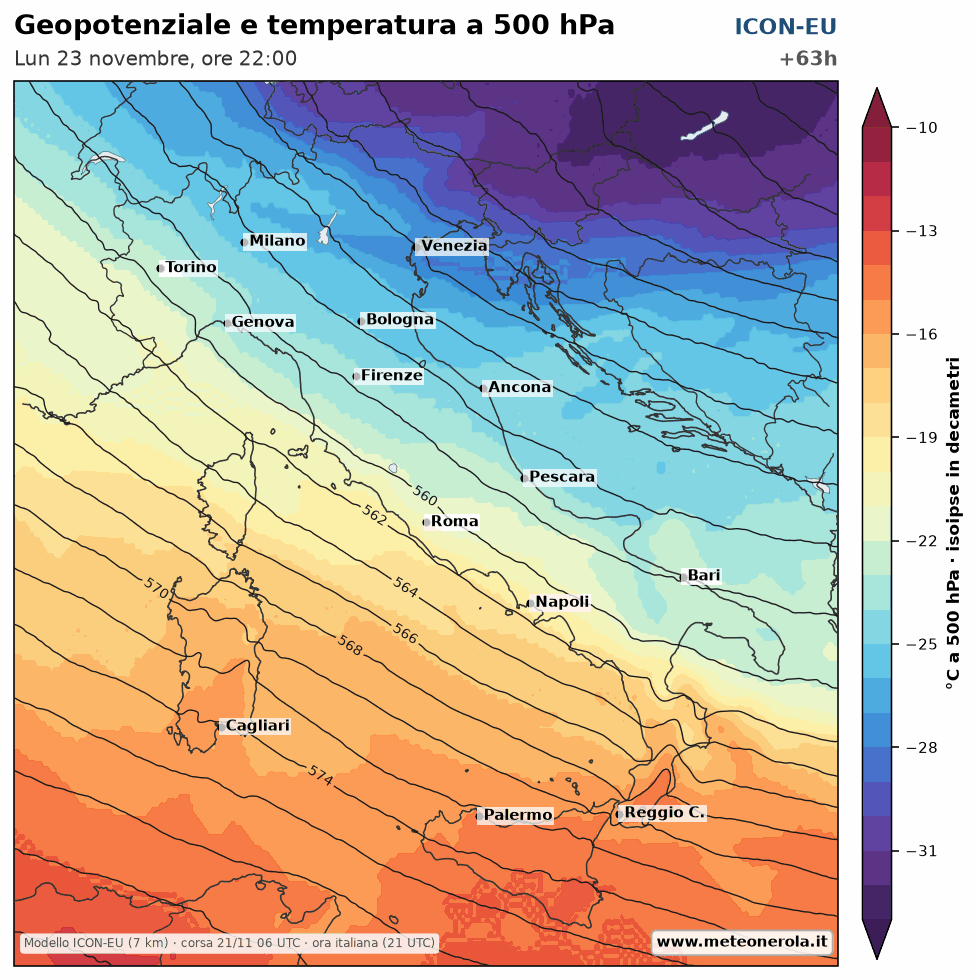 Geopotenziale e temperatura a 500 hPa
ICON-EU
Lun 23 novembre, ore 22:00
+63h
Milano
Venezia
Torino
Genova
Bologna
Firenze
Ancona
Pescara
560
562
Roma
Bari
570
564
Napoli
566
568
Cagliari
574
Palermo
Reggio C.
−10
−13
−16
−19
−22
−25
−28
−31
°C a 500 hPa · isoipse in decametri
Modello ICON-EU (7 km) · corsa 21/11 06 UTC · ora italiana (21 UTC)
www.meteonerola.it